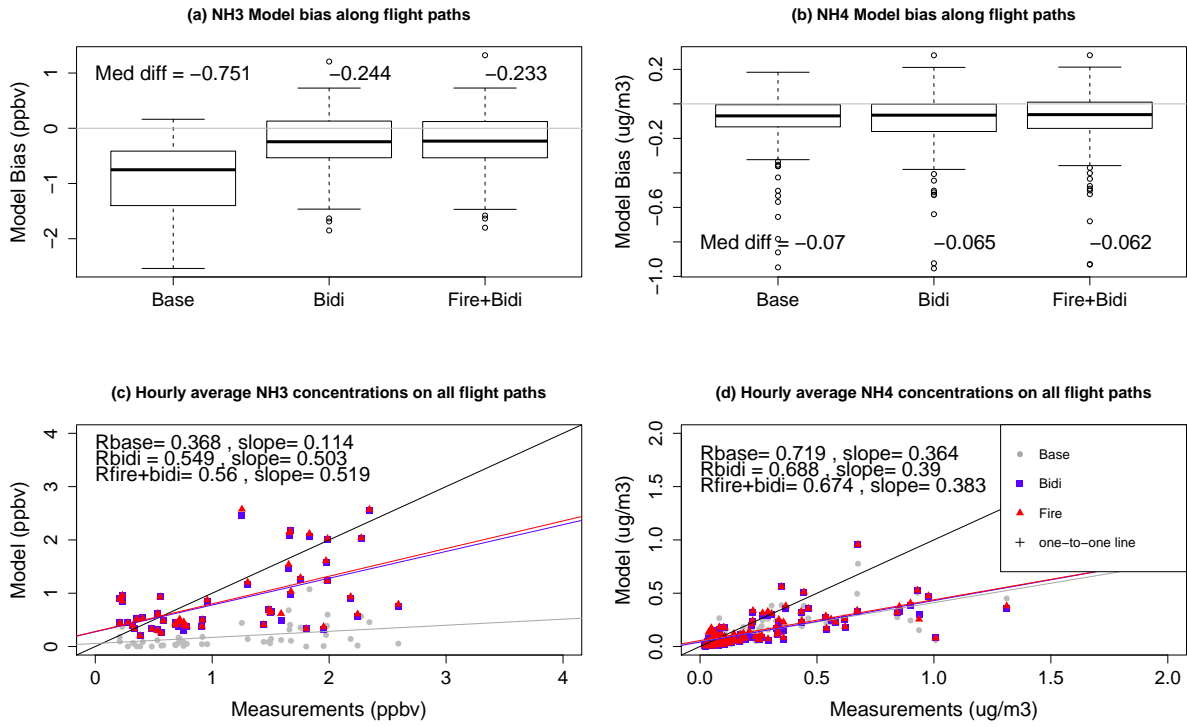 (a) NH3 Model bias along flight paths
Model Bias (ppbv)
1
0
−1
−2
Med diff = −0.751
−0.244
−0.233
Base
Bidi
Fire+Bidi
(b) NH4 Model bias along flight paths
Model Bias (ug/m3)
0.2
−0.2
−0.6
−1.0
Med diff = −0.07
−0.065
−0.062
Base
Bidi
Fire+Bidi
(c) Hourly average NH3 concentrations on all flight paths
Model (ppbv)
4
3
2
1
0
Rbase= 0.368 , slope= 0.114
Rbidi = 0.549 , slope= 0.503
Rfire+bidi= 0.56 , slope= 0.519
0 1 2 3 4
Measurements (ppbv)
(d) Hourly average NH4 concentrations on all flight paths
Model (ug/m3)
2.0
1.5
1.0
0.5
0.0
Rbase= 0.719 , slope= 0.364
Rbidi = 0.688 , slope= 0.39
Rfire+bidi= 0.674 , slope= 0.383
Base
Bidi
Fire
one−to−one line
0.0 0.5 1.0 1.5 2.0
Measurements (ug/m3)